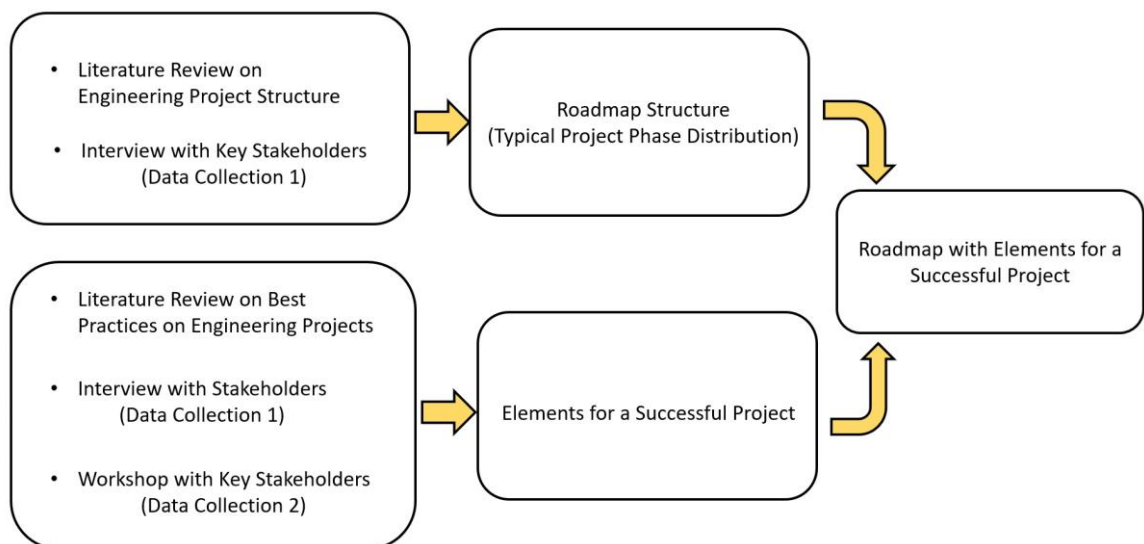 • Literature Review on
Engineering Project Structure
• Interview with Key Stakeholders
(Data Collection 1)
Roadmap Structure
(Typical Project Phase Distribution)
• Literature Review on Best
Practices on Engineering Projects
• Interview with Stakeholders
(Data Collection 1)
• Workshop with Key Stakeholders
(Data Collection 2)
Elements for a Successful Project
Roadmap with Elements for a
Successful Project